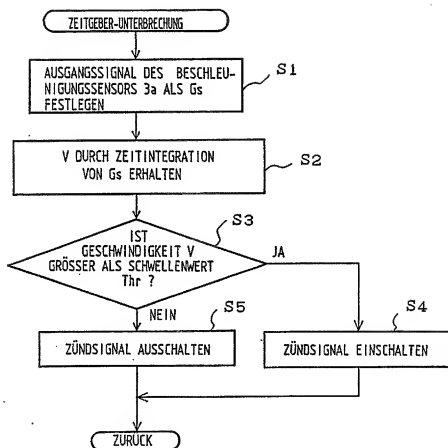 ZEITGEBER-UNTERBRECHUNG
S1
AUSGANGSSIGNAL DES BESCHLEU-
NIGUNGSSENSORS 3a ALS Gs
FESTLEGEN
S2
V DURCH ZEITINTEGRATION
VON Gs ERHALTEN
S3
IST
GESCHWINDIGKEIT V
GRÖSSER ALS SCHWELLENWERT
Thr ?
JA
NEIN
S5
S4
ZÜNDSIGNAL AUSSCHALTEN
ZÜNDSIGNAL EINSCHALTEN
ZURÜCK